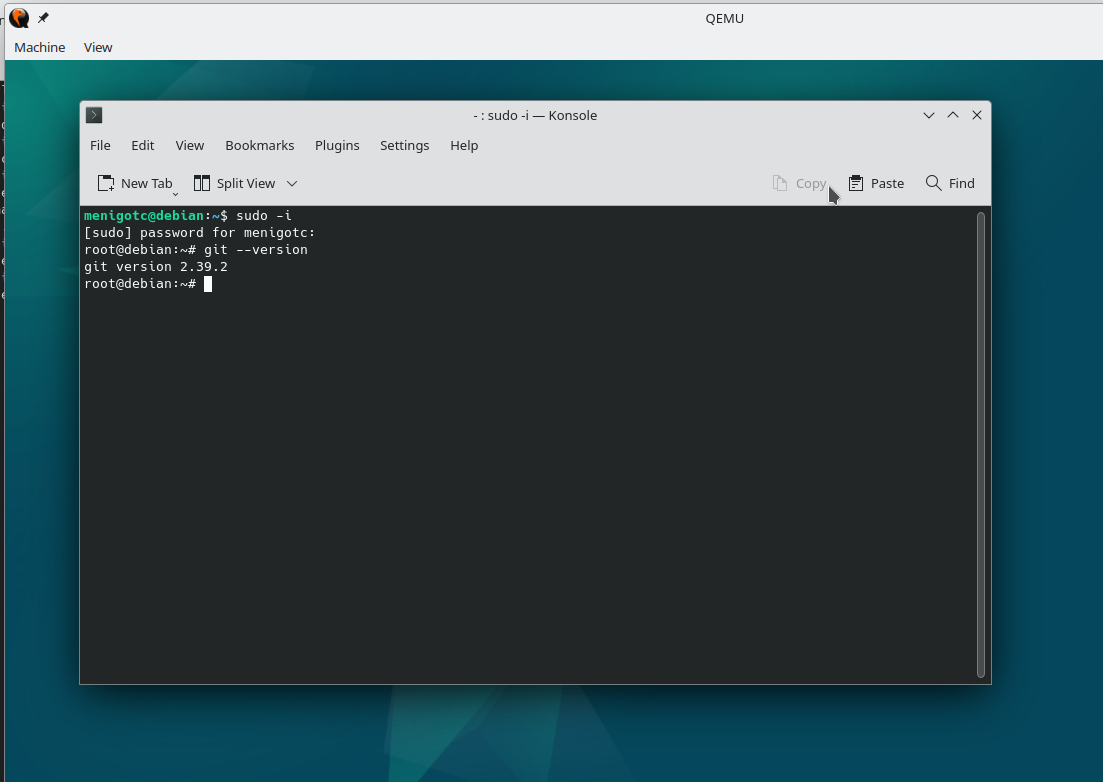 QEMU
Machine View
- : sudo -i — Konsole
File Edit View Bookmarks Plugins Settings Help
New Tab Split View Copy Paste Find
menigotc@debian:~$ sudo -i
[sudo] password for menigotc:
root@debian:~# git --version
git version 2.39.2
root@debian:~#